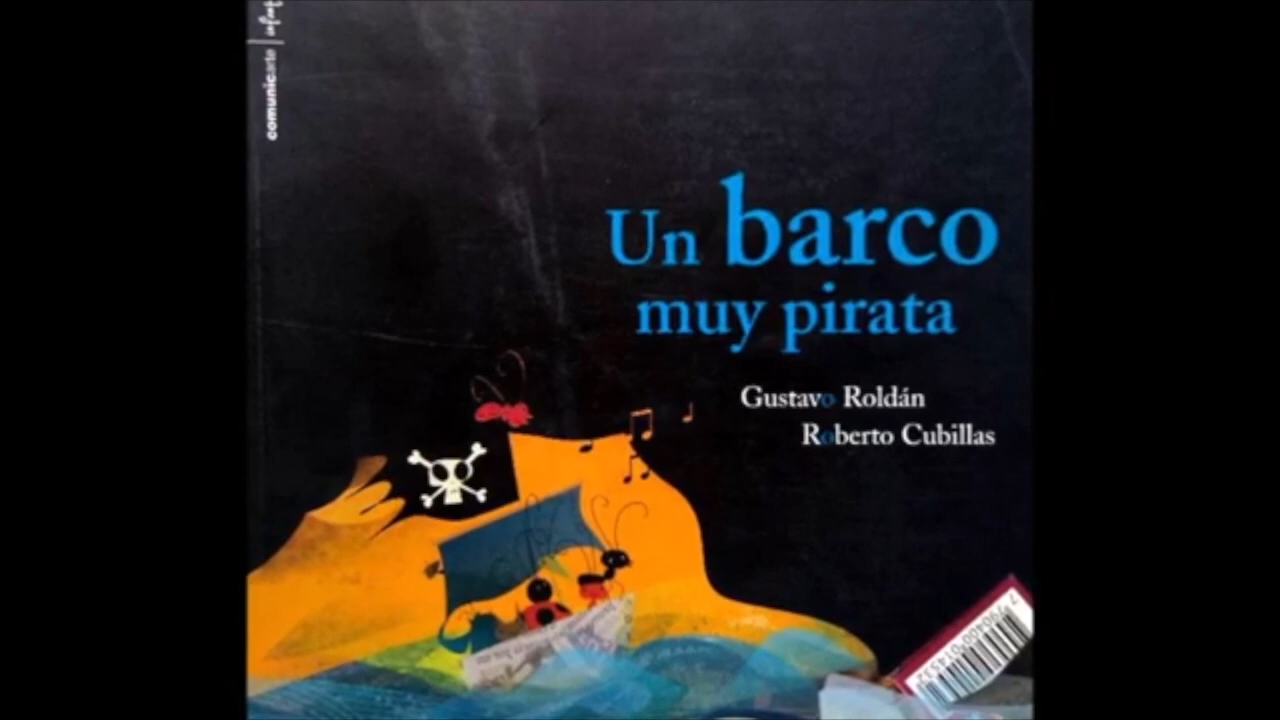 comunicarte
Un barco
muy pirata
Gustavo Roldán
Roberto Cubillas